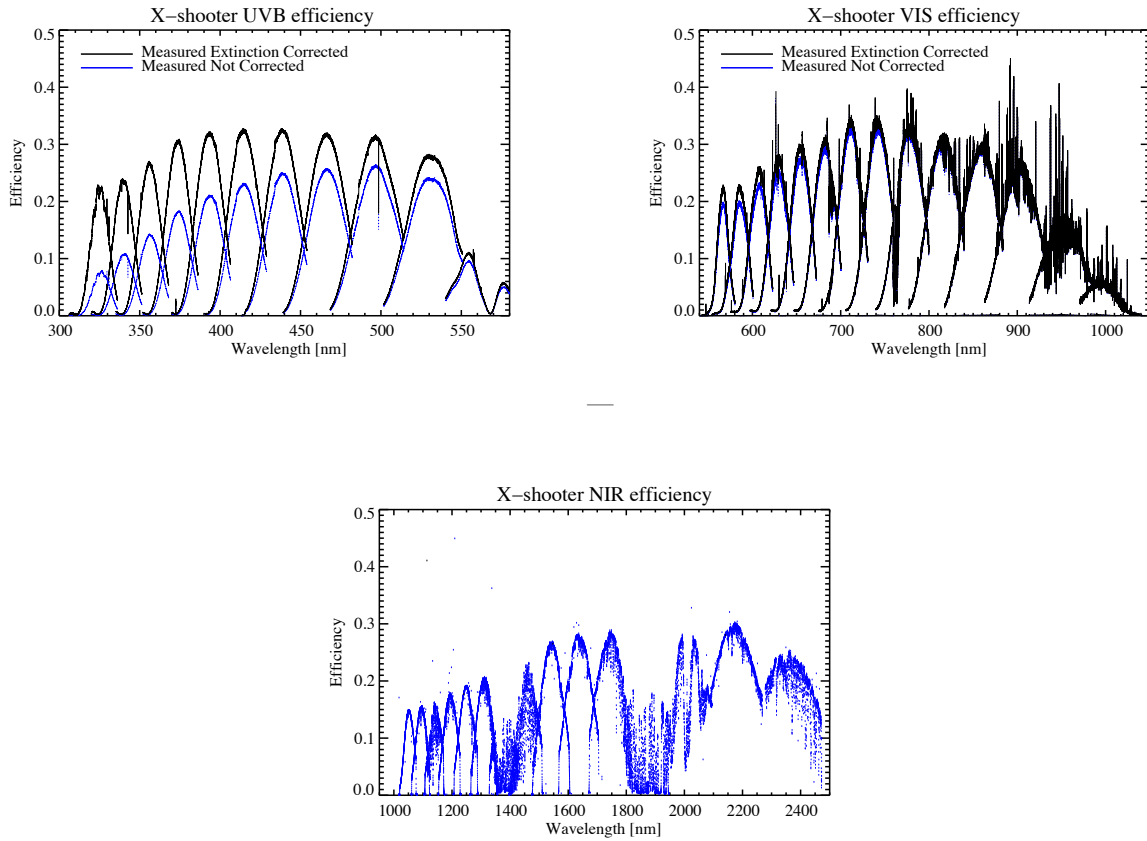 X−shooter UVB efficiency
0.5
0.4
0.3
0.2
0.1
0.0
Efficiency
Measured Extinction Corrected
Measured Not Corrected
300 350 400 450 500 550
Wavelength [nm]
X−shooter VIS efficiency
0.5
0.4
0.3
0.2
0.1
0.0
Efficiency
Measured Extinction Corrected
Measured Not Corrected
600 700 800 900 1000
Wavelength [nm]
X−shooter NIR efficiency
0.5
0.4
0.3
0.2
0.1
0.0
Efficiency
1000 1200 1400 1600 1800 2000 2200 2400
Wavelength [nm]